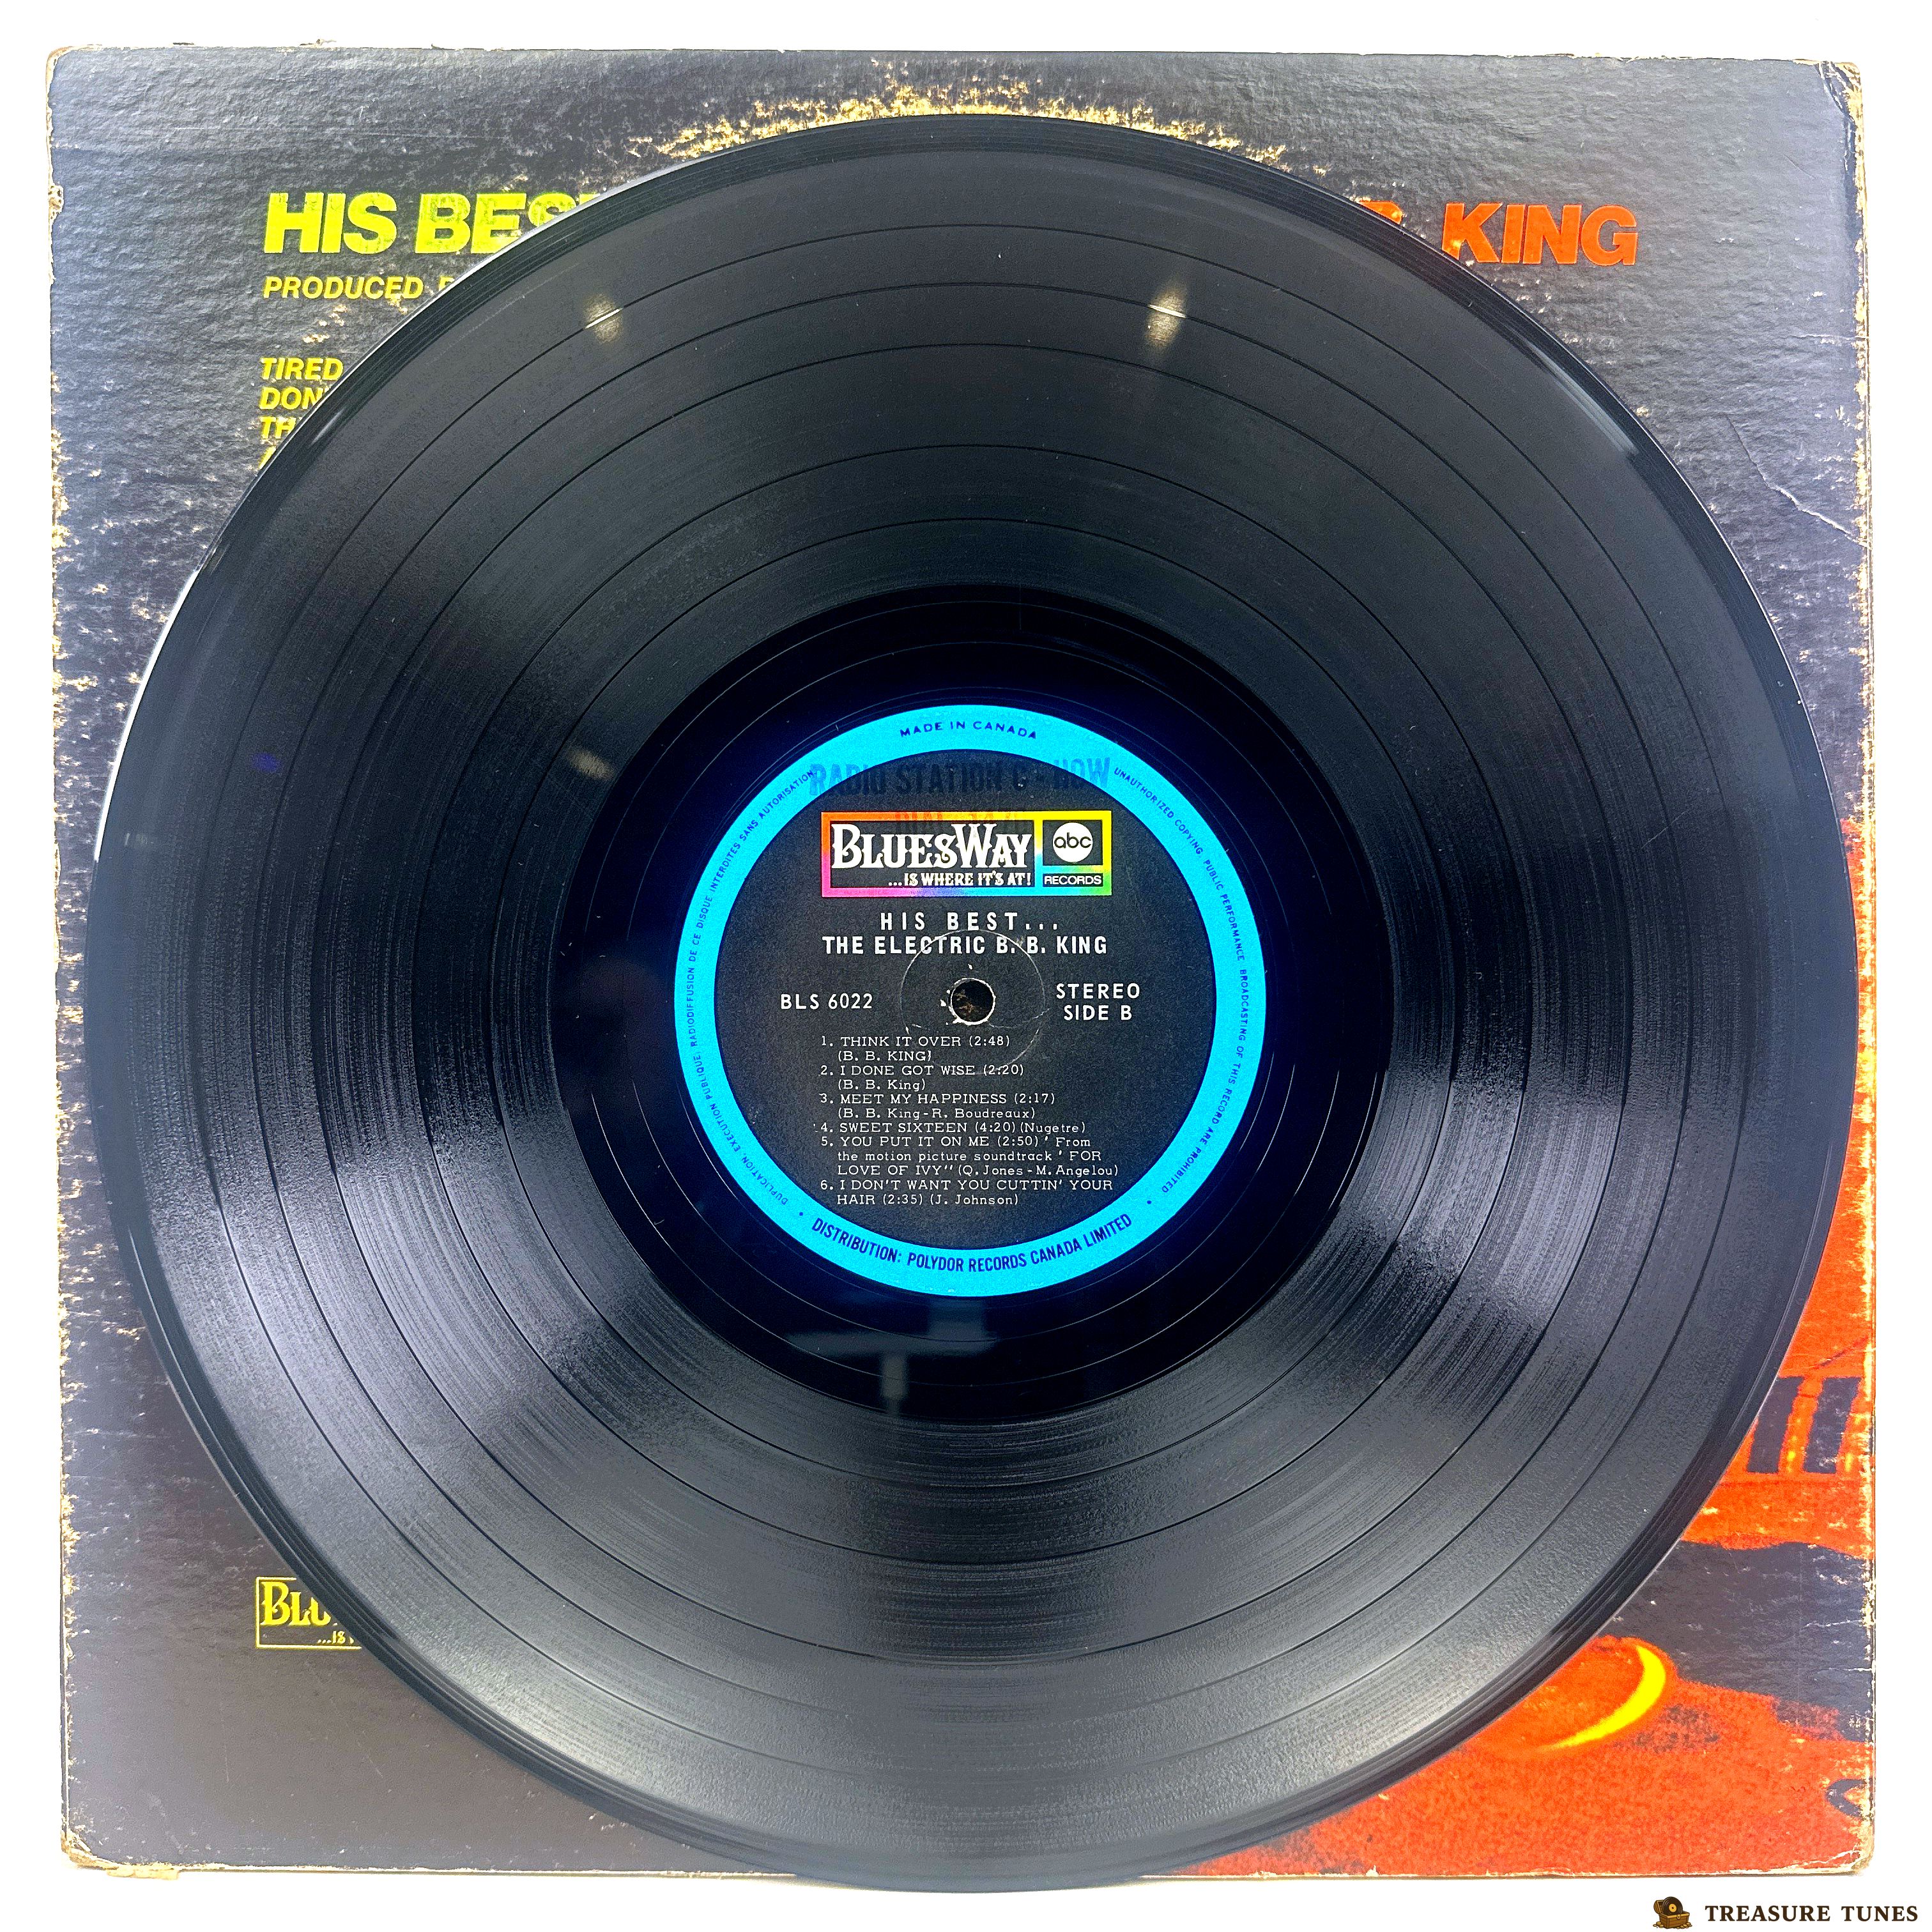 HIS BES
KING
PRODUCED
TIRED
DON'
TH
MADE IN CANADA
RADIO STATION C-HOW
DUPLICATION, EXECUTION PUBLIQUE, RADIODIFFUSION DE CE DISQUE INTERDITES SANS AUTORISATION
UNAUTHORIZED COPYING, PUBLIC PERFORMANCE, BROADCASTING OF THIS RECORD ARE PROHIBITED
BLUESWAY
...IS WHERE IT'S AT!
abc
RECORDS
HIS BEST...
THE ELECTRIC B. B. KING
BLS 6022
STEREO
SIDE B
1. THINK IT OVER (2:48)
(B. B. KING)
2. I DONE GOT WISE (2:20)
(B. B. King)
3. MEET MY HAPPINESS (2:17)
(B. B. King-R. Boudreaux)
4. SWEET SIXTEEN (4:20) (Nugetre)
5. YOU PUT IT ON ME (2:50) ' From
the motion picture soundtrack ' FOR
LOVE OF IVY" (Q. Jones - M. Angelou)
6. I DON'T WANT YOU CUTTIN' YOUR
HAIR (2:35) (J. Johnson)
• DISTRIBUTION: POLYDOR RECORDS CANADA LIMITED •
BLU
...IS
TREASURE TUNES